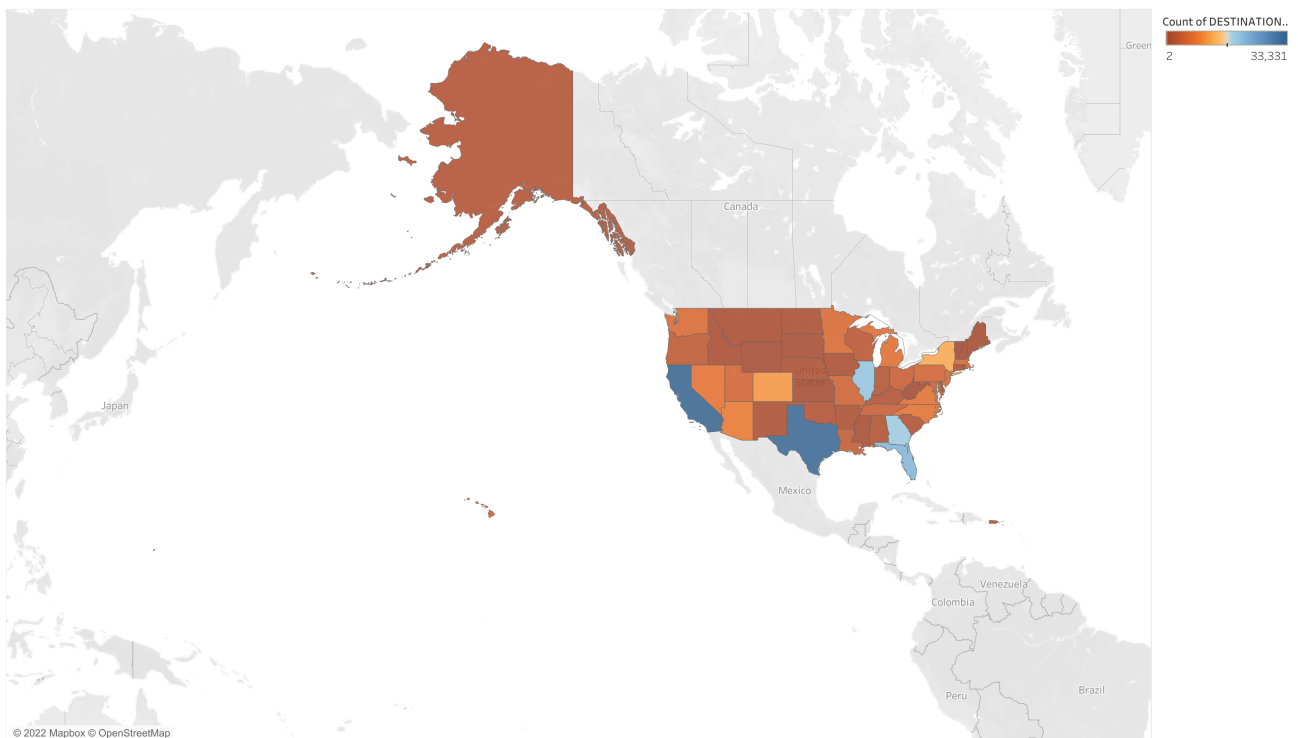 Count of DESTINATION..
2 33,331
Green
Canada
United
States
Japan
Mexico
Venezuela
Colombia
Peru
Brazil
© 2022 Mapbox © OpenStreetMap